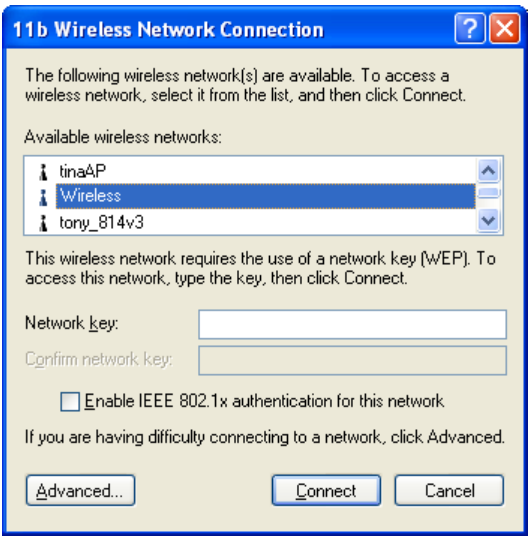 11b Wireless Network Connection
The following wireless network(s) are available. To access a
wireless network, select it from the list, and then click Connect.
Available wireless networks:
tinaAP
Wireless
tony_814v3
This wireless network requires the use of a network key (WEP). To
access this network, type the key, then click Connect.
Network key:
Confirm network key:
Enable IEEE 802.1x authentication for this network
If you are having difficulty connecting to a network, click Advanced.
Advanced... Connect Cancel